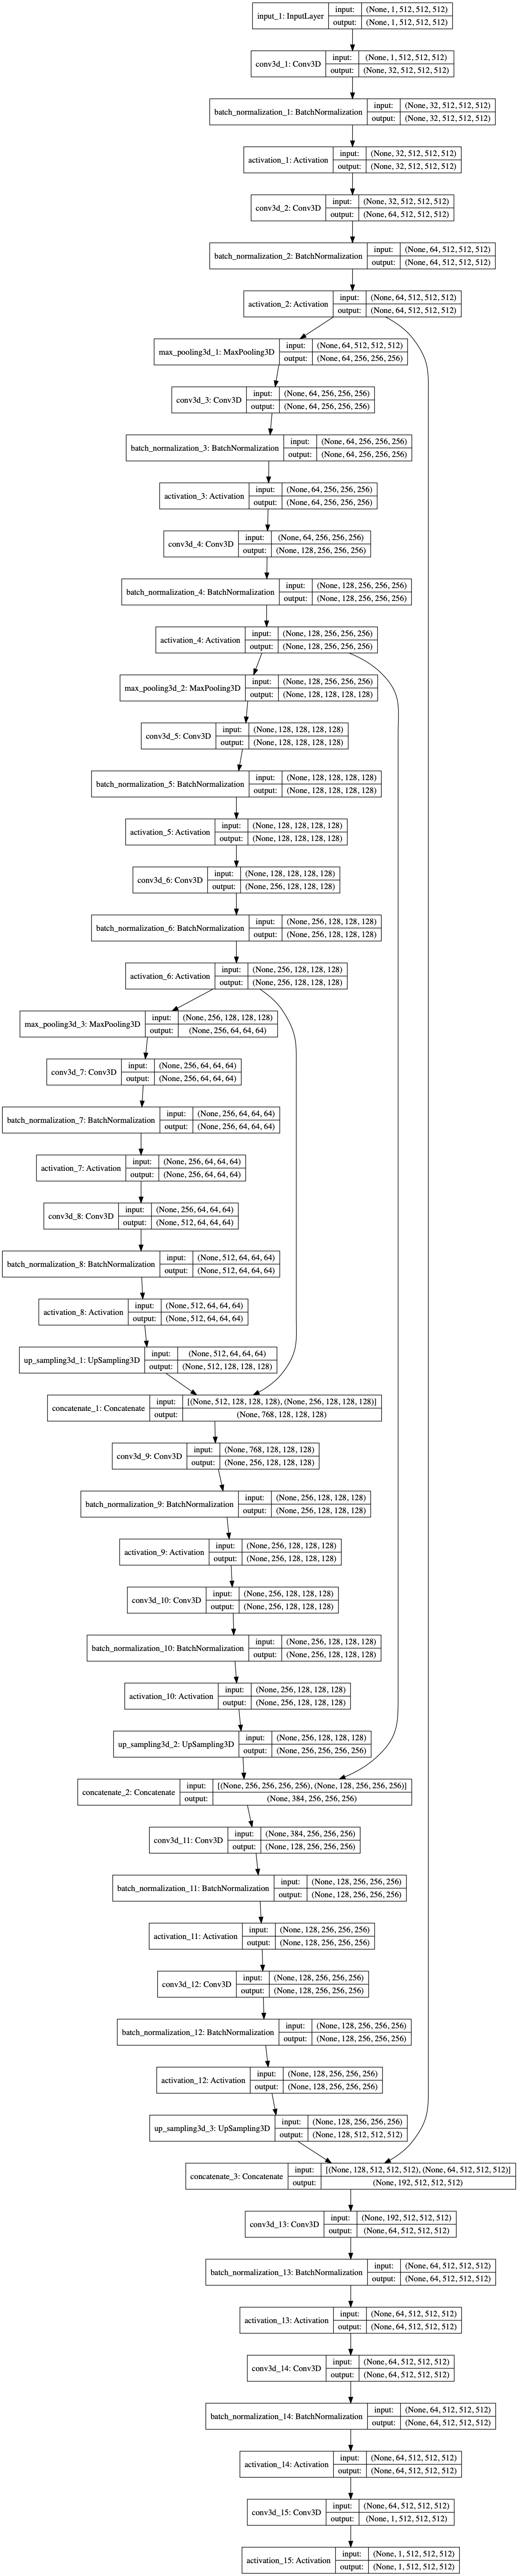 input_1: InputLayer input: (None, 1, 512, 512, 512)
output: (None, 1, 512, 512, 512)
conv3d_1: Conv3D input: (None, 1, 512, 512, 512)
output: (None, 32, 512, 512, 512)
batch_normalization_1: BatchNormalization input: (None, 32, 512, 512, 512)
output: (None, 32, 512, 512, 512)
activation_1: Activation input: (None, 32, 512, 512, 512)
output: (None, 32, 512, 512, 512)
conv3d_2: Conv3D input: (None, 32, 512, 512, 512)
output: (None, 64, 512, 512, 512)
batch_normalization_2: BatchNormalization input: (None, 64, 512, 512, 512)
output: (None, 64, 512, 512, 512)
activation_2: Activation input: (None, 64, 512, 512, 512)
output: (None, 64, 512, 512, 512)
max_pooling3d_1: MaxPooling3D input: (None, 64, 512, 512, 512)
output: (None, 64, 256, 256, 256)
conv3d_3: Conv3D input: (None, 64, 256, 256, 256)
output: (None, 64, 256, 256, 256)
batch_normalization_3: BatchNormalization input: (None, 64, 256, 256, 256)
output: (None, 64, 256, 256, 256)
activation_3: Activation input: (None, 64, 256, 256, 256)
output: (None, 64, 256, 256, 256)
conv3d_4: Conv3D input: (None, 64, 256, 256, 256)
output: (None, 128, 256, 256, 256)
batch_normalization_4: BatchNormalization input: (None, 128, 256, 256, 256)
output: (None, 128, 256, 256, 256)
activation_4: Activation input: (None, 128, 256, 256, 256)
output: (None, 128, 256, 256, 256)
max_pooling3d_2: MaxPooling3D input: (None, 128, 256, 256, 256)
output: (None, 128, 128, 128, 128)
conv3d_5: Conv3D input: (None, 128, 128, 128, 128)
output: (None, 128, 128, 128, 128)
batch_normalization_5: BatchNormalization input: (None, 128, 128, 128, 128)
output: (None, 128, 128, 128, 128)
activation_5: Activation input: (None, 128, 128, 128, 128)
output: (None, 128, 128, 128, 128)
conv3d_6: Conv3D input: (None, 128, 128, 128, 128)
output: (None, 256, 128, 128, 128)
batch_normalization_6: BatchNormalization input: (None, 256, 128, 128, 128)
output: (None, 256, 128, 128, 128)
activation_6: Activation input: (None, 256, 128, 128, 128)
output: (None, 256, 128, 128, 128)
max_pooling3d_3: MaxPooling3D input: (None, 256, 128, 128, 128)
output: (None, 256, 64, 64, 64)
conv3d_7: Conv3D input: (None, 256, 64, 64, 64)
output: (None, 256, 64, 64, 64)
batch_normalization_7: BatchNormalization input: (None, 256, 64, 64, 64)
output: (None, 256, 64, 64, 64)
activation_7: Activation input: (None, 256, 64, 64, 64)
output: (None, 256, 64, 64, 64)
conv3d_8: Conv3D input: (None, 256, 64, 64, 64)
output: (None, 512, 64, 64, 64)
batch_normalization_8: BatchNormalization input: (None, 512, 64, 64, 64)
output: (None, 512, 64, 64, 64)
activation_8: Activation input: (None, 512, 64, 64, 64)
output: (None, 512, 64, 64, 64)
up_sampling3d_1: UpSampling3D input: (None, 512, 64, 64, 64)
output: (None, 512, 128, 128, 128)
concatenate_1: Concatenate input: [(None, 512, 128, 128, 128), (None, 256, 128, 128, 128)]
output: (None, 768, 128, 128, 128)
conv3d_9: Conv3D input: (None, 768, 128, 128, 128)
output: (None, 256, 128, 128, 128)
batch_normalization_9: BatchNormalization input: (None, 256, 128, 128, 128)
output: (None, 256, 128, 128, 128)
activation_9: Activation input: (None, 256, 128, 128, 128)
output: (None, 256, 128, 128, 128)
conv3d_10: Conv3D input: (None, 256, 128, 128, 128)
output: (None, 256, 128, 128, 128)
batch_normalization_10: BatchNormalization input: (None, 256, 128, 128, 128)
output: (None, 256, 128, 128, 128)
activation_10: Activation input: (None, 256, 128, 128, 128)
output: (None, 256, 128, 128, 128)
up_sampling3d_2: UpSampling3D input: (None, 256, 128, 128, 128)
output: (None, 256, 256, 256, 256)
concatenate_2: Concatenate input: [(None, 256, 256, 256, 256), (None, 128, 256, 256, 256)]
output: (None, 384, 256, 256, 256)
conv3d_11: Conv3D input: (None, 384, 256, 256, 256)
output: (None, 128, 256, 256, 256)
batch_normalization_11: BatchNormalization input: (None, 128, 256, 256, 256)
output: (None, 128, 256, 256, 256)
activation_11: Activation input: (None, 128, 256, 256, 256)
output: (None, 128, 256, 256, 256)
conv3d_12: Conv3D input: (None, 128, 256, 256, 256)
output: (None, 128, 256, 256, 256)
batch_normalization_12: BatchNormalization input: (None, 128, 256, 256, 256)
output: (None, 128, 256, 256, 256)
activation_12: Activation input: (None, 128, 256, 256, 256)
output: (None, 128, 256, 256, 256)
up_sampling3d_3: UpSampling3D input: (None, 128, 256, 256, 256)
output: (None, 128, 512, 512, 512)
concatenate_3: Concatenate input: [(None, 128, 512, 512, 512), (None, 64, 512, 512, 512)]
output: (None, 192, 512, 512, 512)
conv3d_13: Conv3D input: (None, 192, 512, 512, 512)
output: (None, 64, 512, 512, 512)
batch_normalization_13: BatchNormalization input: (None, 64, 512, 512, 512)
output: (None, 64, 512, 512, 512)
activation_13: Activation input: (None, 64, 512, 512, 512)
output: (None, 64, 512, 512, 512)
conv3d_14: Conv3D input: (None, 64, 512, 512, 512)
output: (None, 64, 512, 512, 512)
batch_normalization_14: BatchNormalization input: (None, 64, 512, 512, 512)
output: (None, 64, 512, 512, 512)
activation_14: Activation input: (None, 64, 512, 512, 512)
output: (None, 64, 512, 512, 512)
conv3d_15: Conv3D input: (None, 64, 512, 512, 512)
output: (None, 1, 512, 512, 512)
activation_15: Activation input: (None, 1, 512, 512, 512)
output: (None, 1, 512, 512, 512)